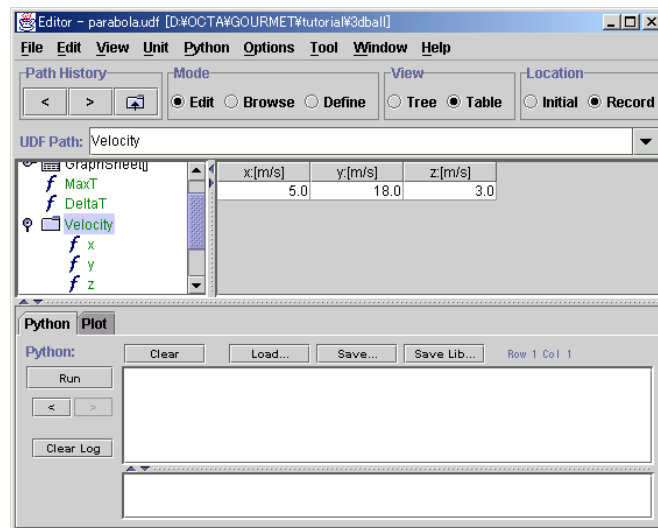 Editor - parabola.udf [D:¥OCTA¥GOURMET¥tutorial¥3dball]
File Edit View Unit Python Options Tool Window Help
Path History Mode View Location
< > Edit Browse Define Tree Table Initial Record
UDF Path: Velocity
GraphSheet[]
MaxT
DeltaT
Velocity
x
y
z
x:[m/s] y:[m/s] z:[m/s]
5.0 18.0 3.0
Python Plot
Python: Clear Load... Save... Save Lib... Row 1 Col 1
Run
< >
Clear Log